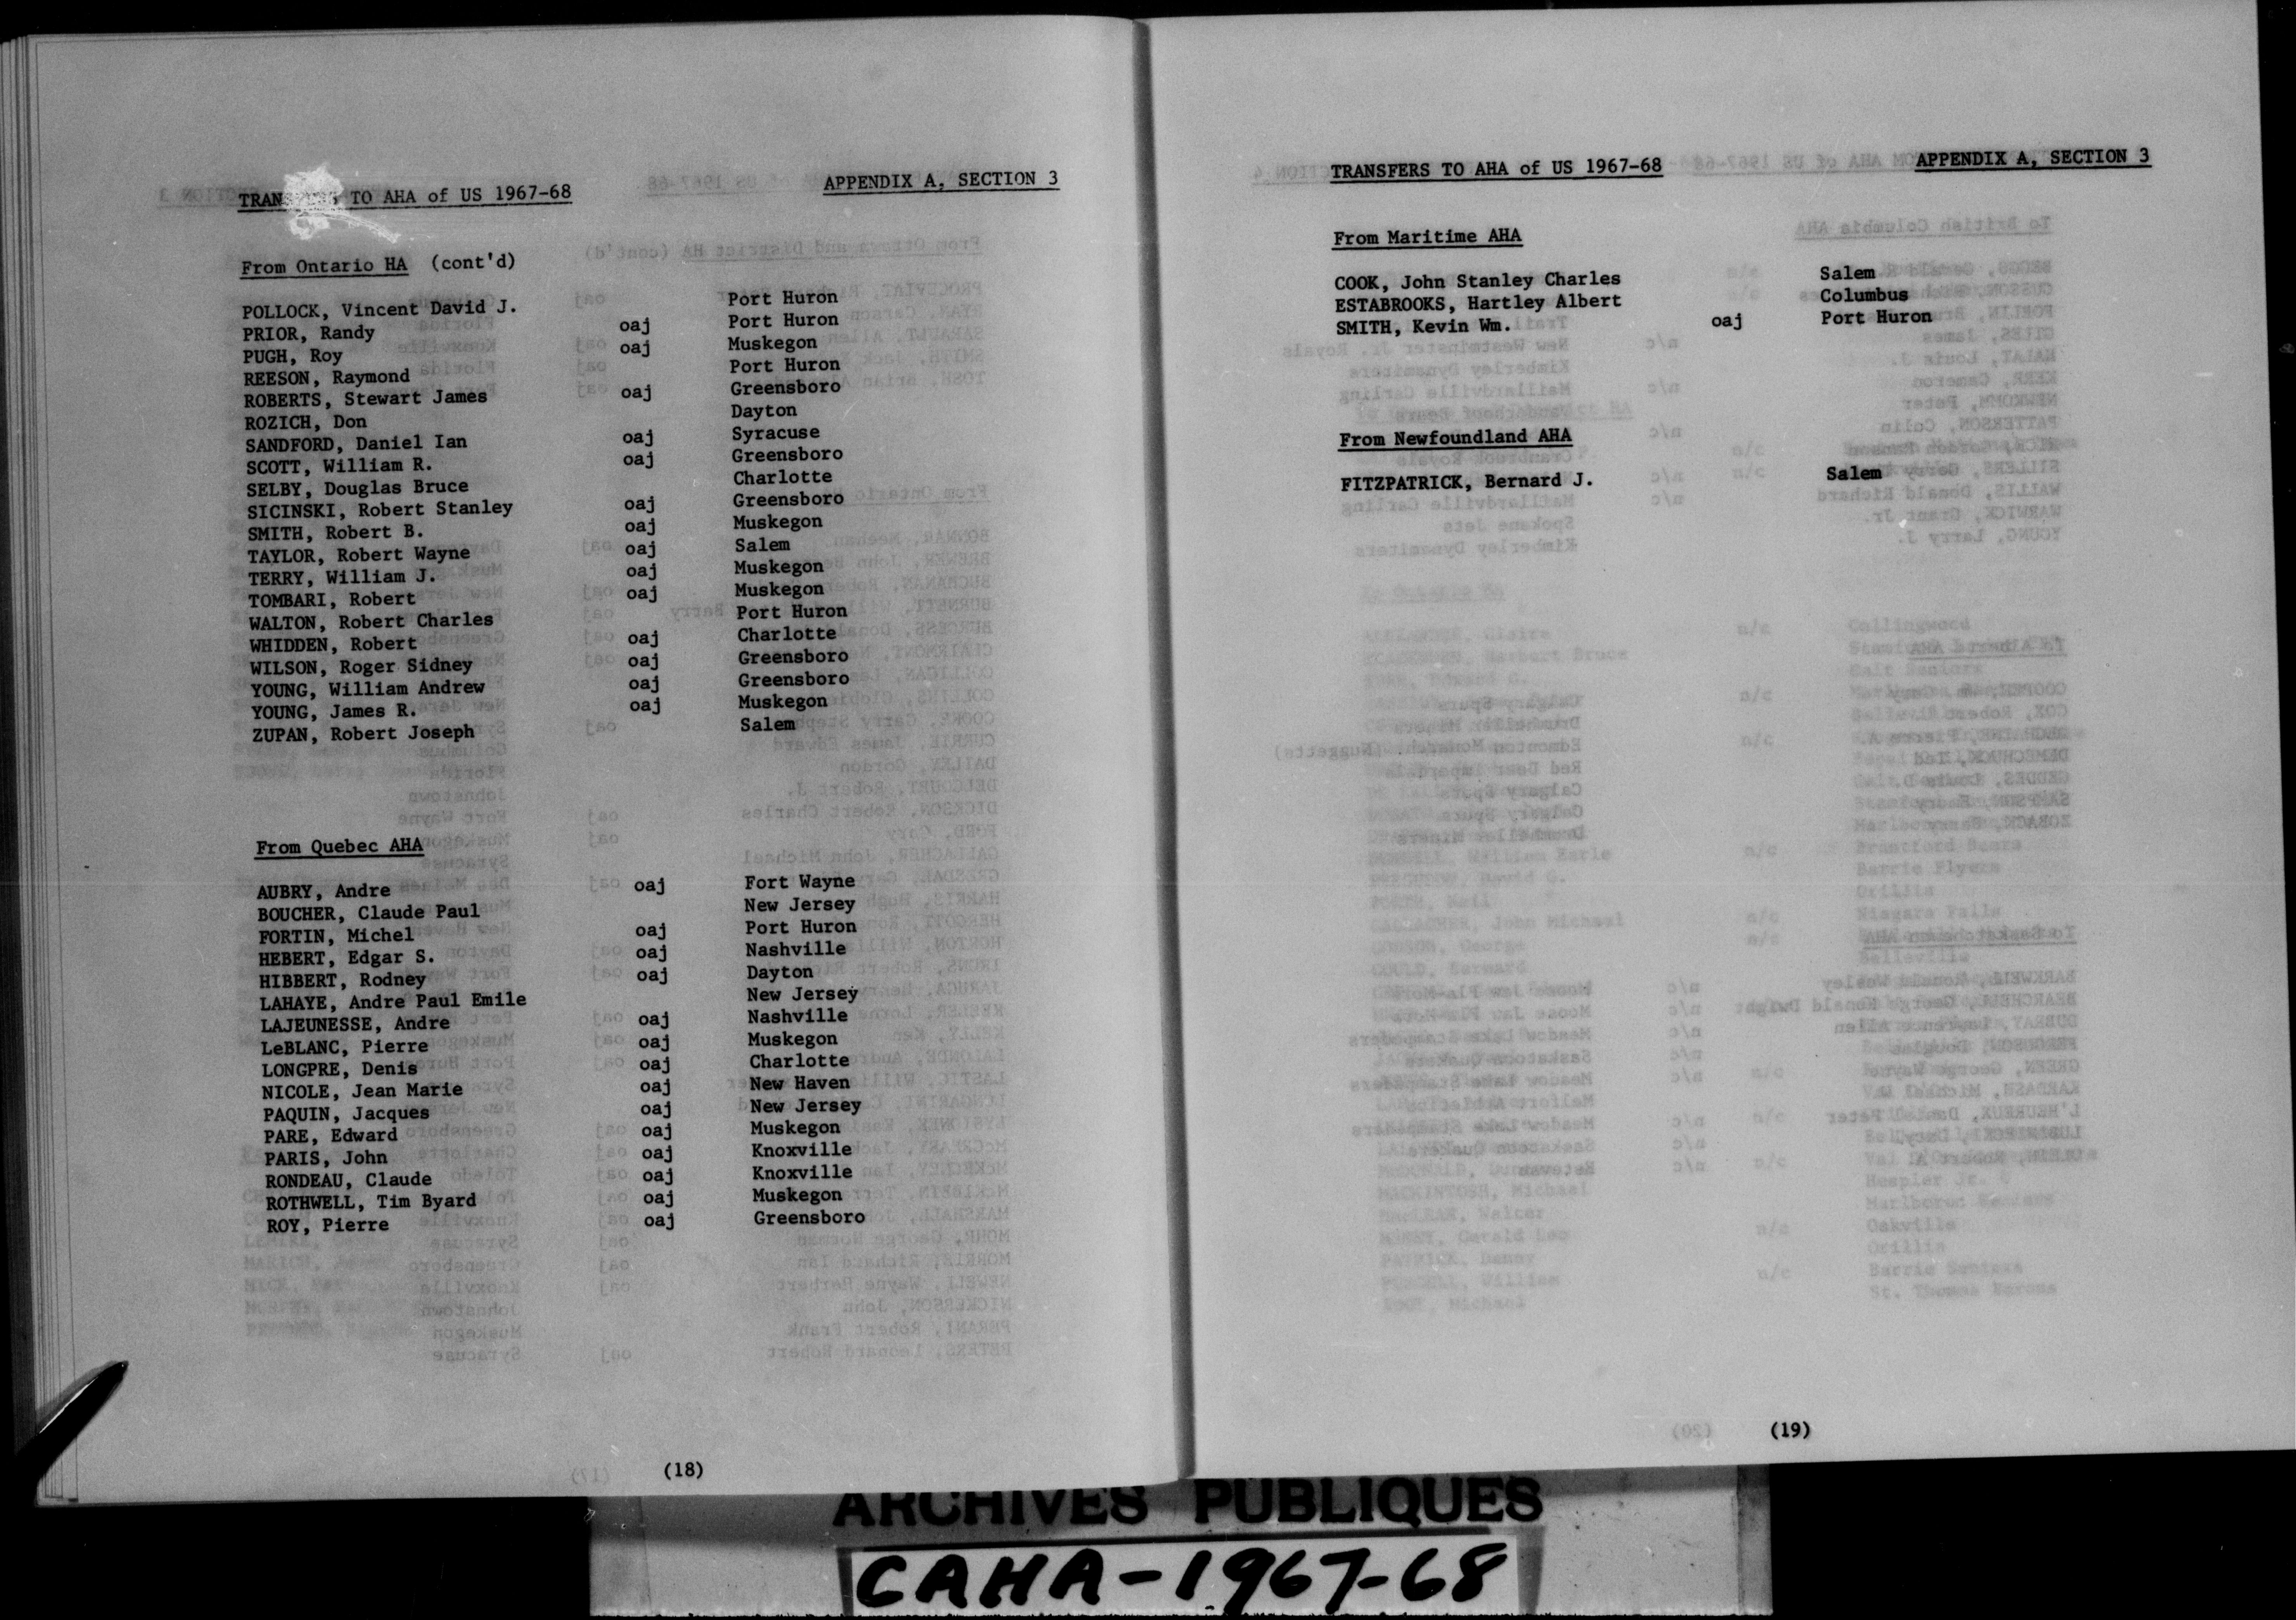 TO AHA of US 1967-68 APPENDIX A, SECTION 3
From Ontario HA (cont'd)
POLLOCK, Vincent David J. Port Huron
PRIOR, Randy oaj Port Huron
PUGH, Roy oaj Muskegon
REESON, Raymond Port Huron
ROBERTS, Stewart James oaj Greensboro
ROZICH, Don Dayton
SANDFORD, Daniel Ian oaj Syracuse
SCOTT, William R. oaj Greensboro
SELBY, Douglas Bruce Charlotte
SICINSKI, Robert Stanley oaj Greensboro
SMITH, Robert B. oaj Muskegon
TAYLOR, Robert Wayne oaj Salem
TERRY, William J. oaj Muskegon
TOMBARI, Robert oaj Muskegon
WALTON, Robert Charles Port Huron
WHIDDEN, Robert oaj Charlotte
WILSON, Roger Sidney oaj Greensboro
YOUNG, William Andrew oaj Greensboro
YOUNG, James R. oaj Muskegon
ZUPAN, Robert Joseph Salem
From Quebec AHA
AUBRY, Andre oaj Fort Wayne
BOUCHER, Claude Paul New Jersey
FORTIN, Michel oaj Port Huron
HEBERT, Edgar S. oaj Nashville
HIBBERT, Rodney oaj Dayton
LAHAYE, Andre Paul Emile New Jersey
LAJEUNESSE, Andre oaj Nashville
LeBLANC, Pierre oaj Muskegon
LONGPRE, Denis oaj Charlotte
NICOLE, Jean Marie oaj New Haven
PAQUIN, Jacques oaj New Jersey
PARE, Edward oaj Muskegon
PARIS, John oaj Knoxville
RONDEAU, Claude oaj Knoxville
ROTHWELL, Tim Byard oaj Muskegon
ROY, Pierre oaj Greensboro
(18)
TRANSFERS TO AHA of US 1967-68 APPENDIX A, SECTION 3
From Maritime AHA
COOK, John Stanley Charles Salem
ESTABROOKS, Hartley Albert Columbus
SMITH, Kevin Wm. oaj Port Huron
From Newfoundland AHA
FITZPATRICK, Bernard J. Salem
(19)
ARCHIVES PUBLIQUES
CAHA-1967-68